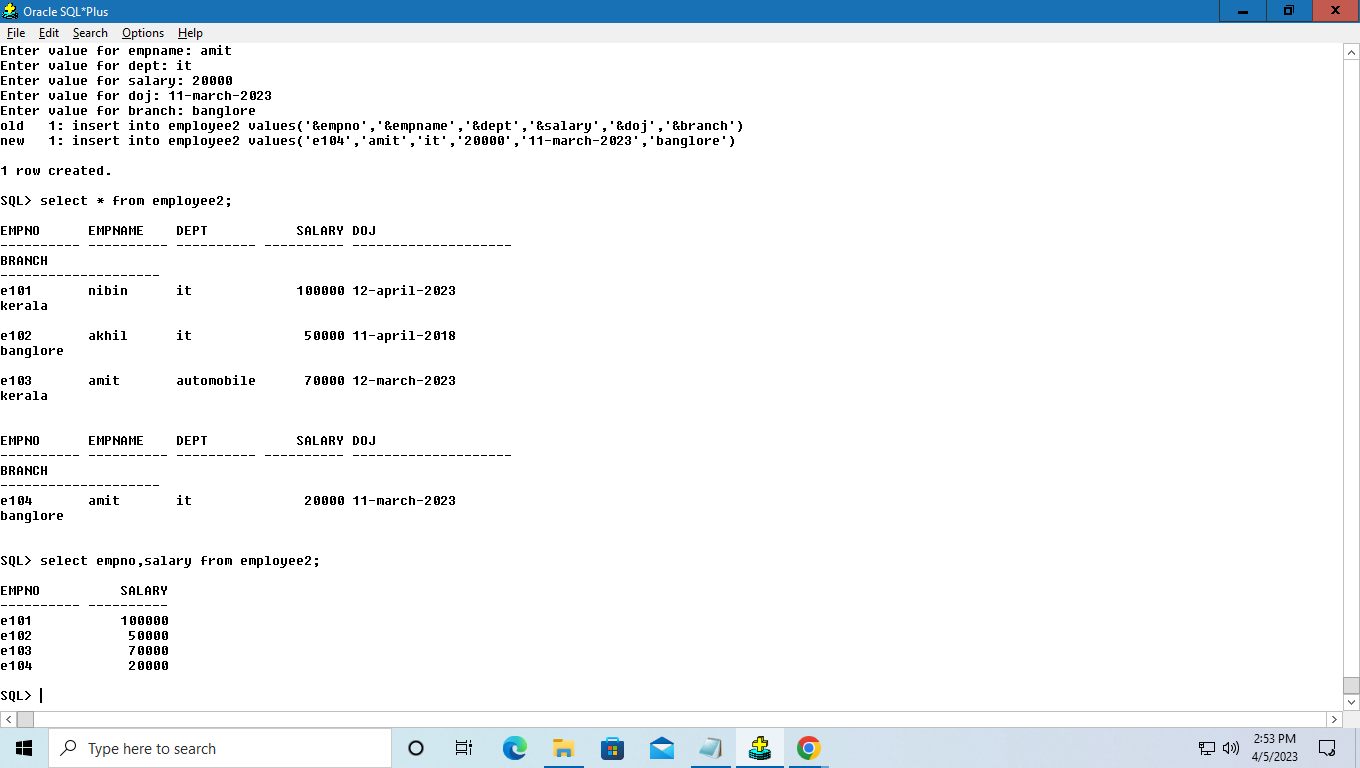 Oracle SQL*Plus
File Edit Search Options Help
Enter value for empname: amit
Enter value for dept: it
Enter value for salary: 20000
Enter value for doj: 11-march-2023
Enter value for branch: banglore
old   1: insert into employee2 values('&empno','&empname','&dept','&salary','&doj','&branch')
new   1: insert into employee2 values('e104','amit','it','20000','11-march-2023','banglore')
1 row created.
SQL> select * from employee2;
EMPNO      EMPNAME    DEPT           SALARY DOJ
---------- ---------- ---------- ---------- --------------------
BRANCH
--------------------
e101       nibin      it             100000 12-april-2023
kerala
e102       akhil      it              50000 11-april-2018
banglore
e103       amit       automobile      70000 12-march-2023
kerala
EMPNO      EMPNAME    DEPT           SALARY DOJ
---------- ---------- ---------- ---------- --------------------
BRANCH
--------------------
e104       amit       it              20000 11-march-2023
banglore
SQL> select empno,salary from employee2;
EMPNO          SALARY
---------- ----------
e101           100000
e102            50000
e103            70000
e104            20000
SQL>
Type here to search
2:53 PM
4/5/2023